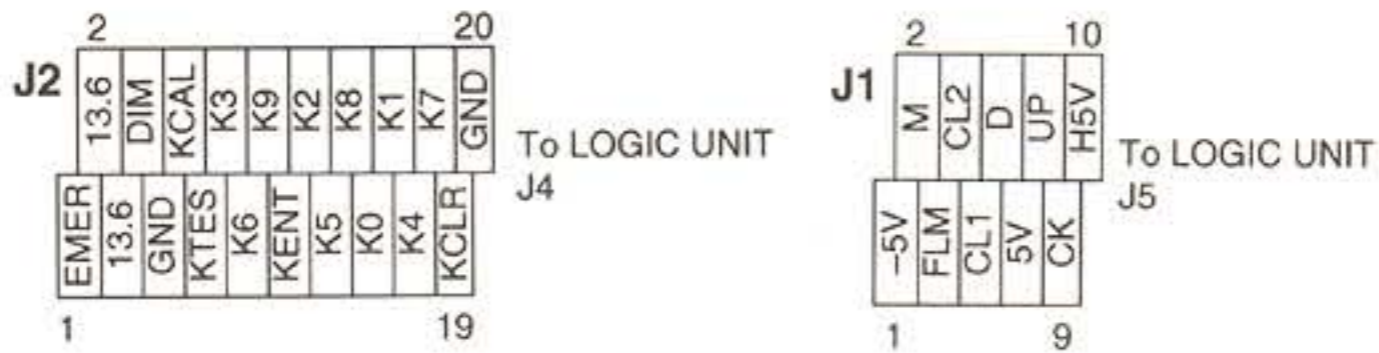 2 20
J2 13.6 DIM KCAL K3 K9 K2 K8 K1 K7 GND
To LOGIC UNIT
J4
EMER 13.6 GND KTES K6 KENT K5 K0 K4 KCLR
1 19
2 10
J1 M CL2 D UP H5V
To LOGIC UNIT
J5
-5V FLM CL1 5V CK
1 9